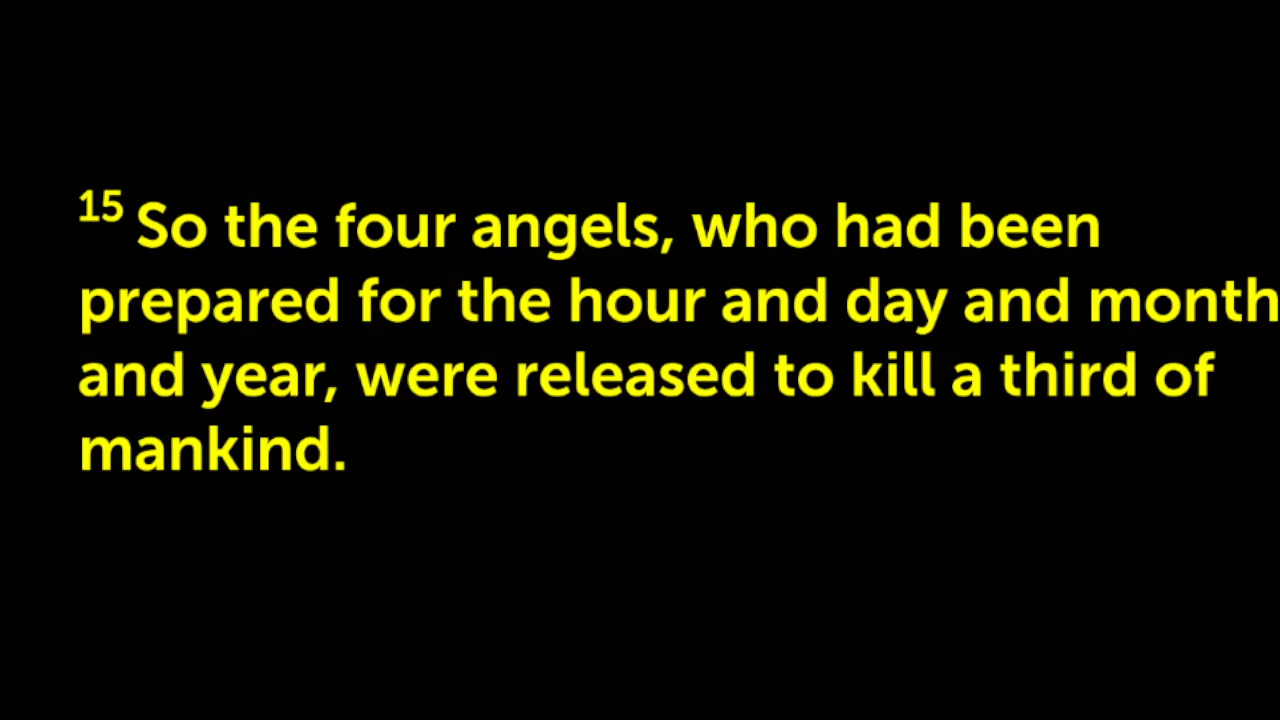 15 So the four angels, who had been
prepared for the hour and day and month
and year, were released to kill a third of
mankind.